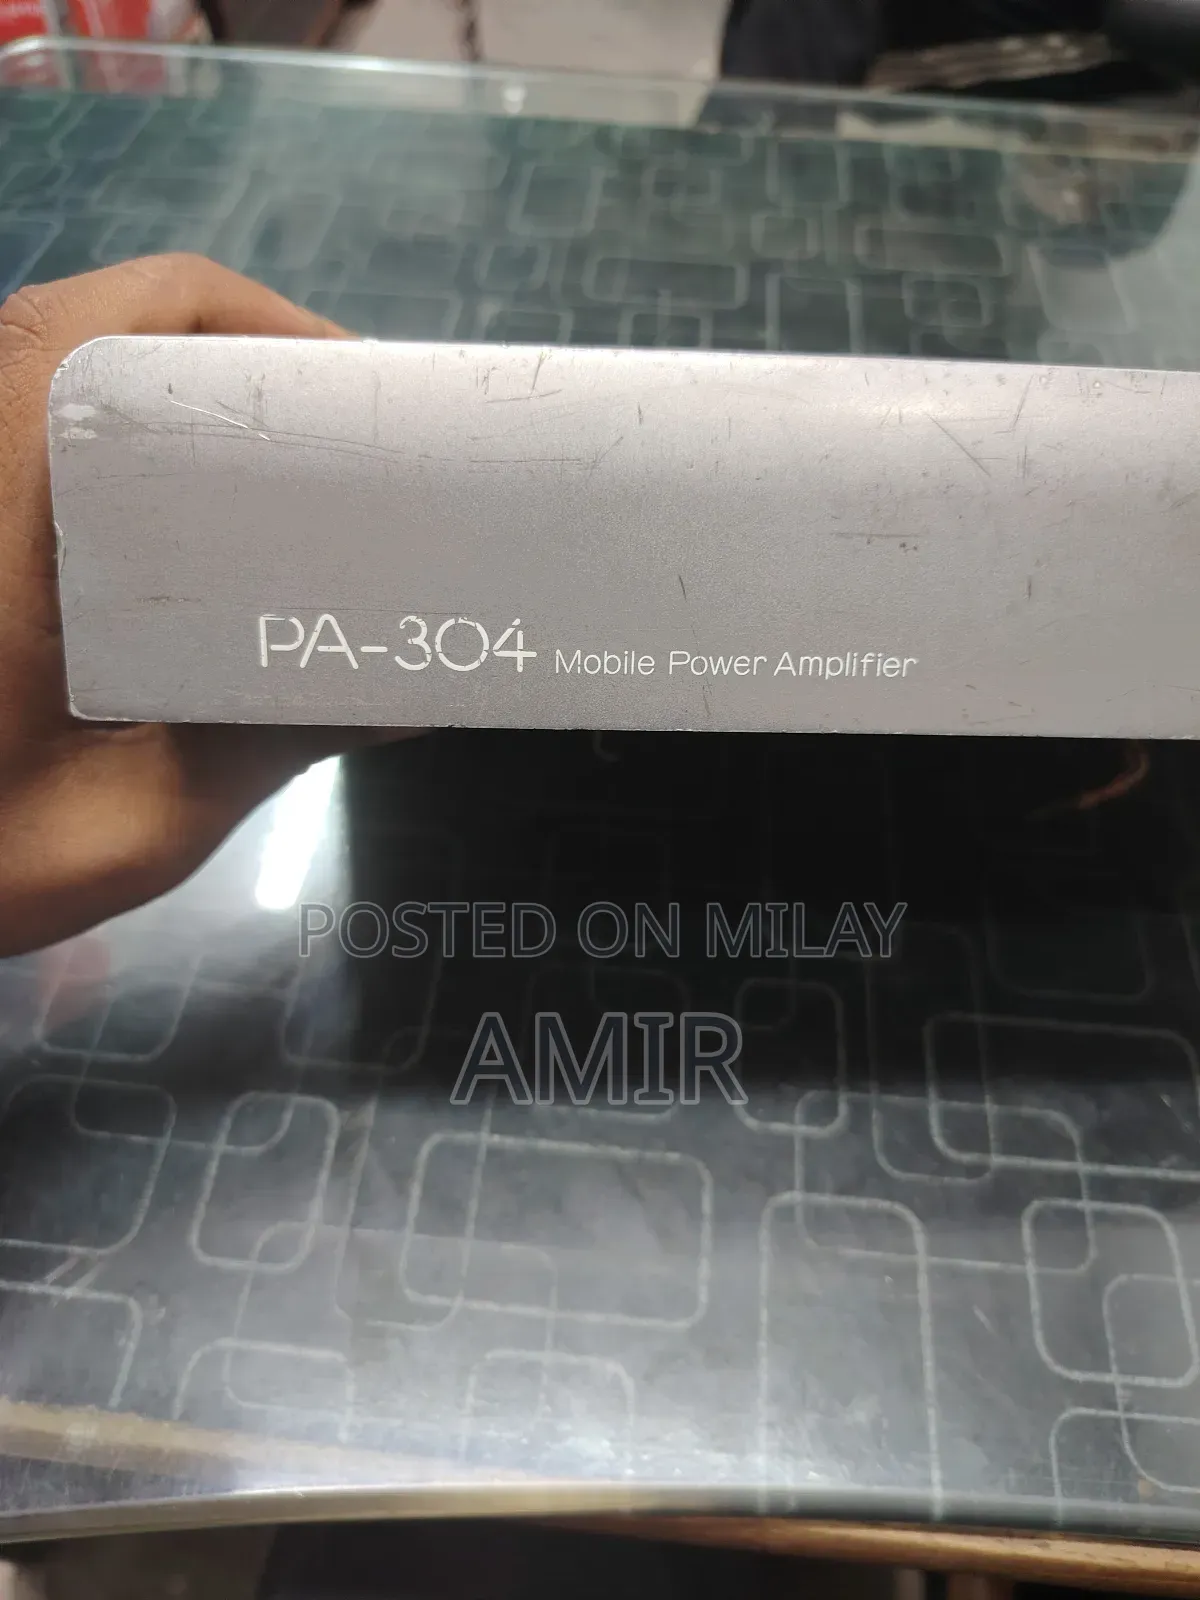 PA-304 Mobile Power Amplifier
POSTED ON MILAY
AMIR